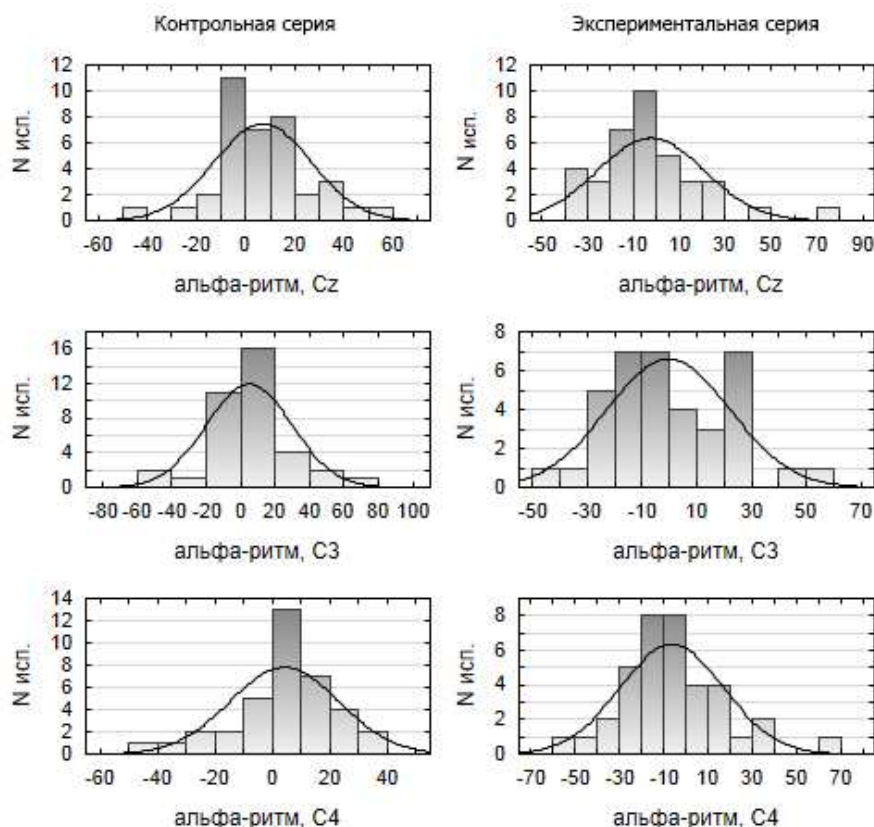 Контрольная серия
Экспериментальная серия
N исп.
12
10
8
6
4
2
0
-60 -40 -20 0 20 40 60
альфа-ритм, Cz
N исп.
12
10
8
6
4
2
0
-50 -30 -10 10 30 50 70 90
альфа-ритм, Cz
N исп.
16
12
8
4
0
-80 -60 -40 -20 0 20 40 60 80 100
альфа-ритм, C3
N исп.
8
6
4
2
0
-50 -30 -10 10 30 50 70
альфа-ритм, C3
N исп.
14
12
10
8
6
4
2
0
-60 -40 -20 0 20 40
альфа-ритм, C4
N исп.
8
6
4
2
0
-70 -50 -30 -10 10 30 50 70
альфа-ритм, C4